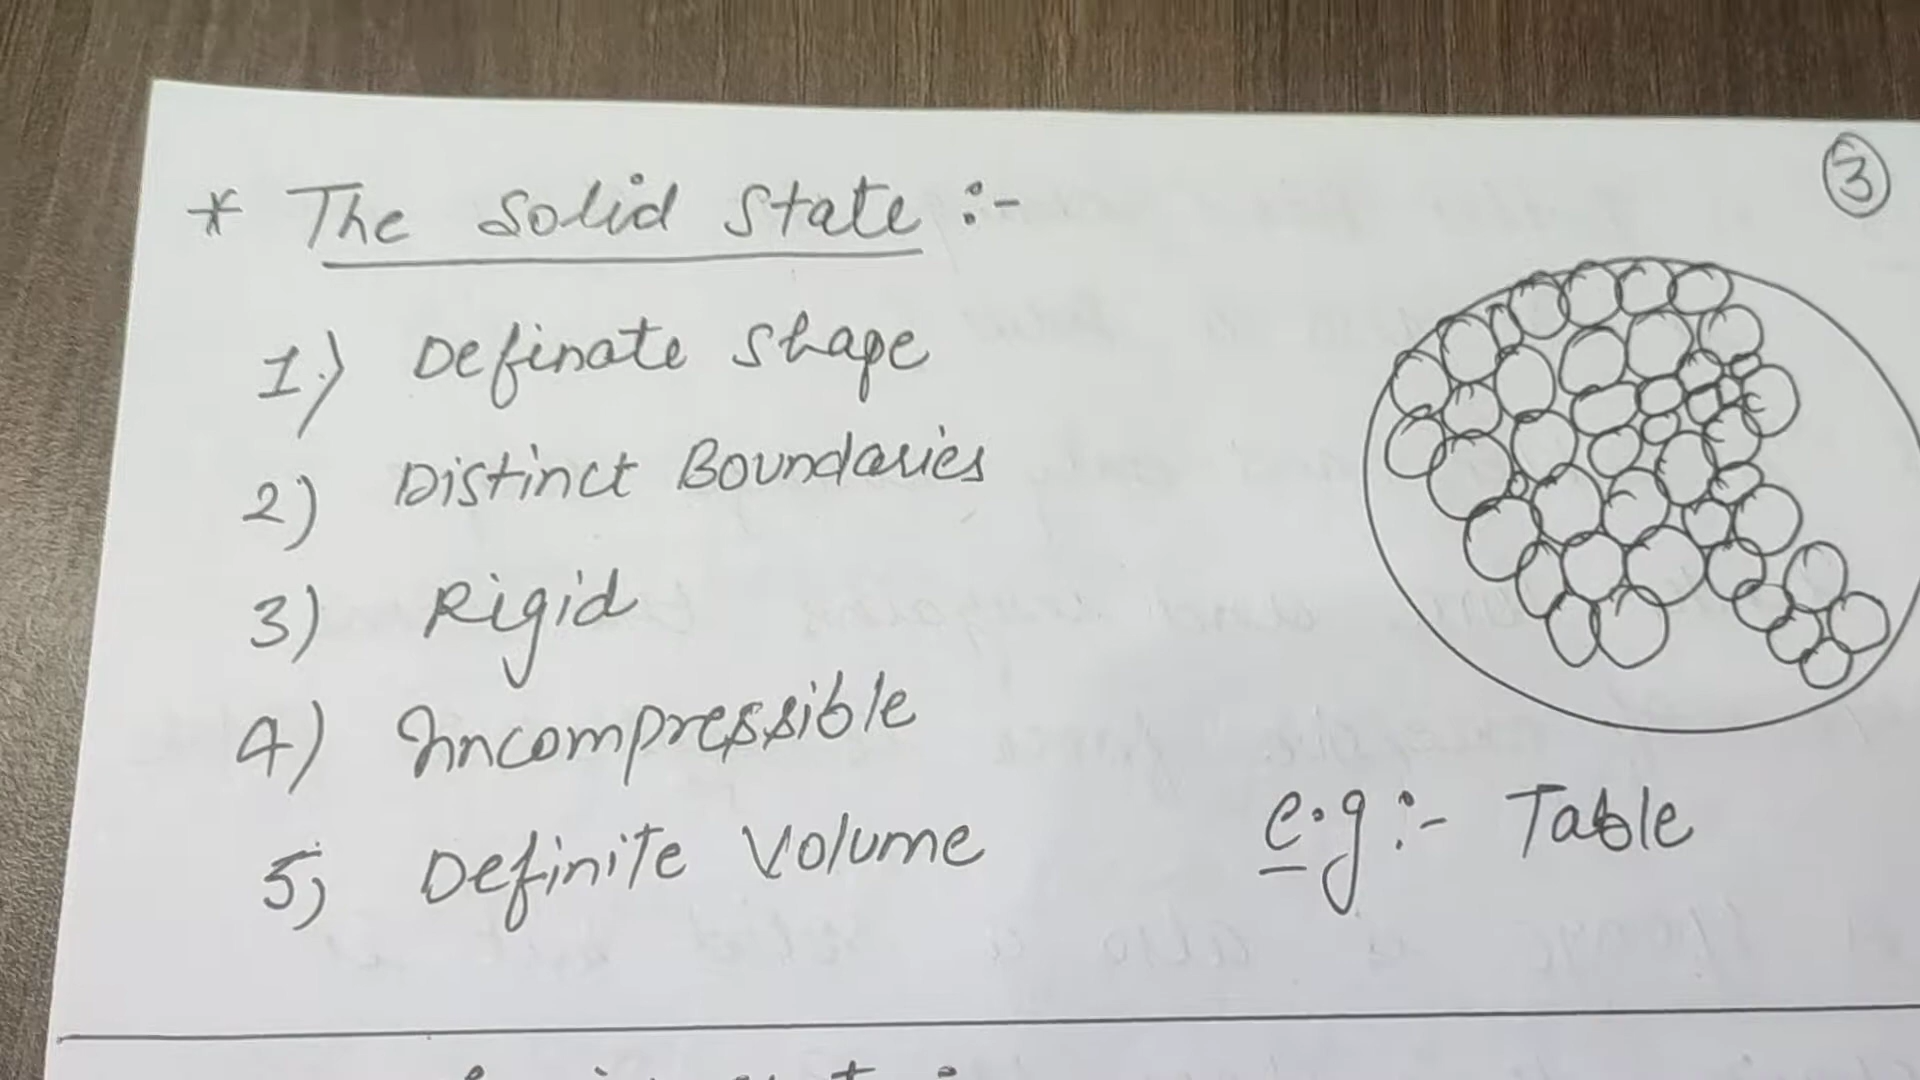 3
* The Solid State :-
1.) Definate Shape
2) Distinct Boundaries
3) Rigid
4) Incompressible
5) Definite Volume
e.g :- Table